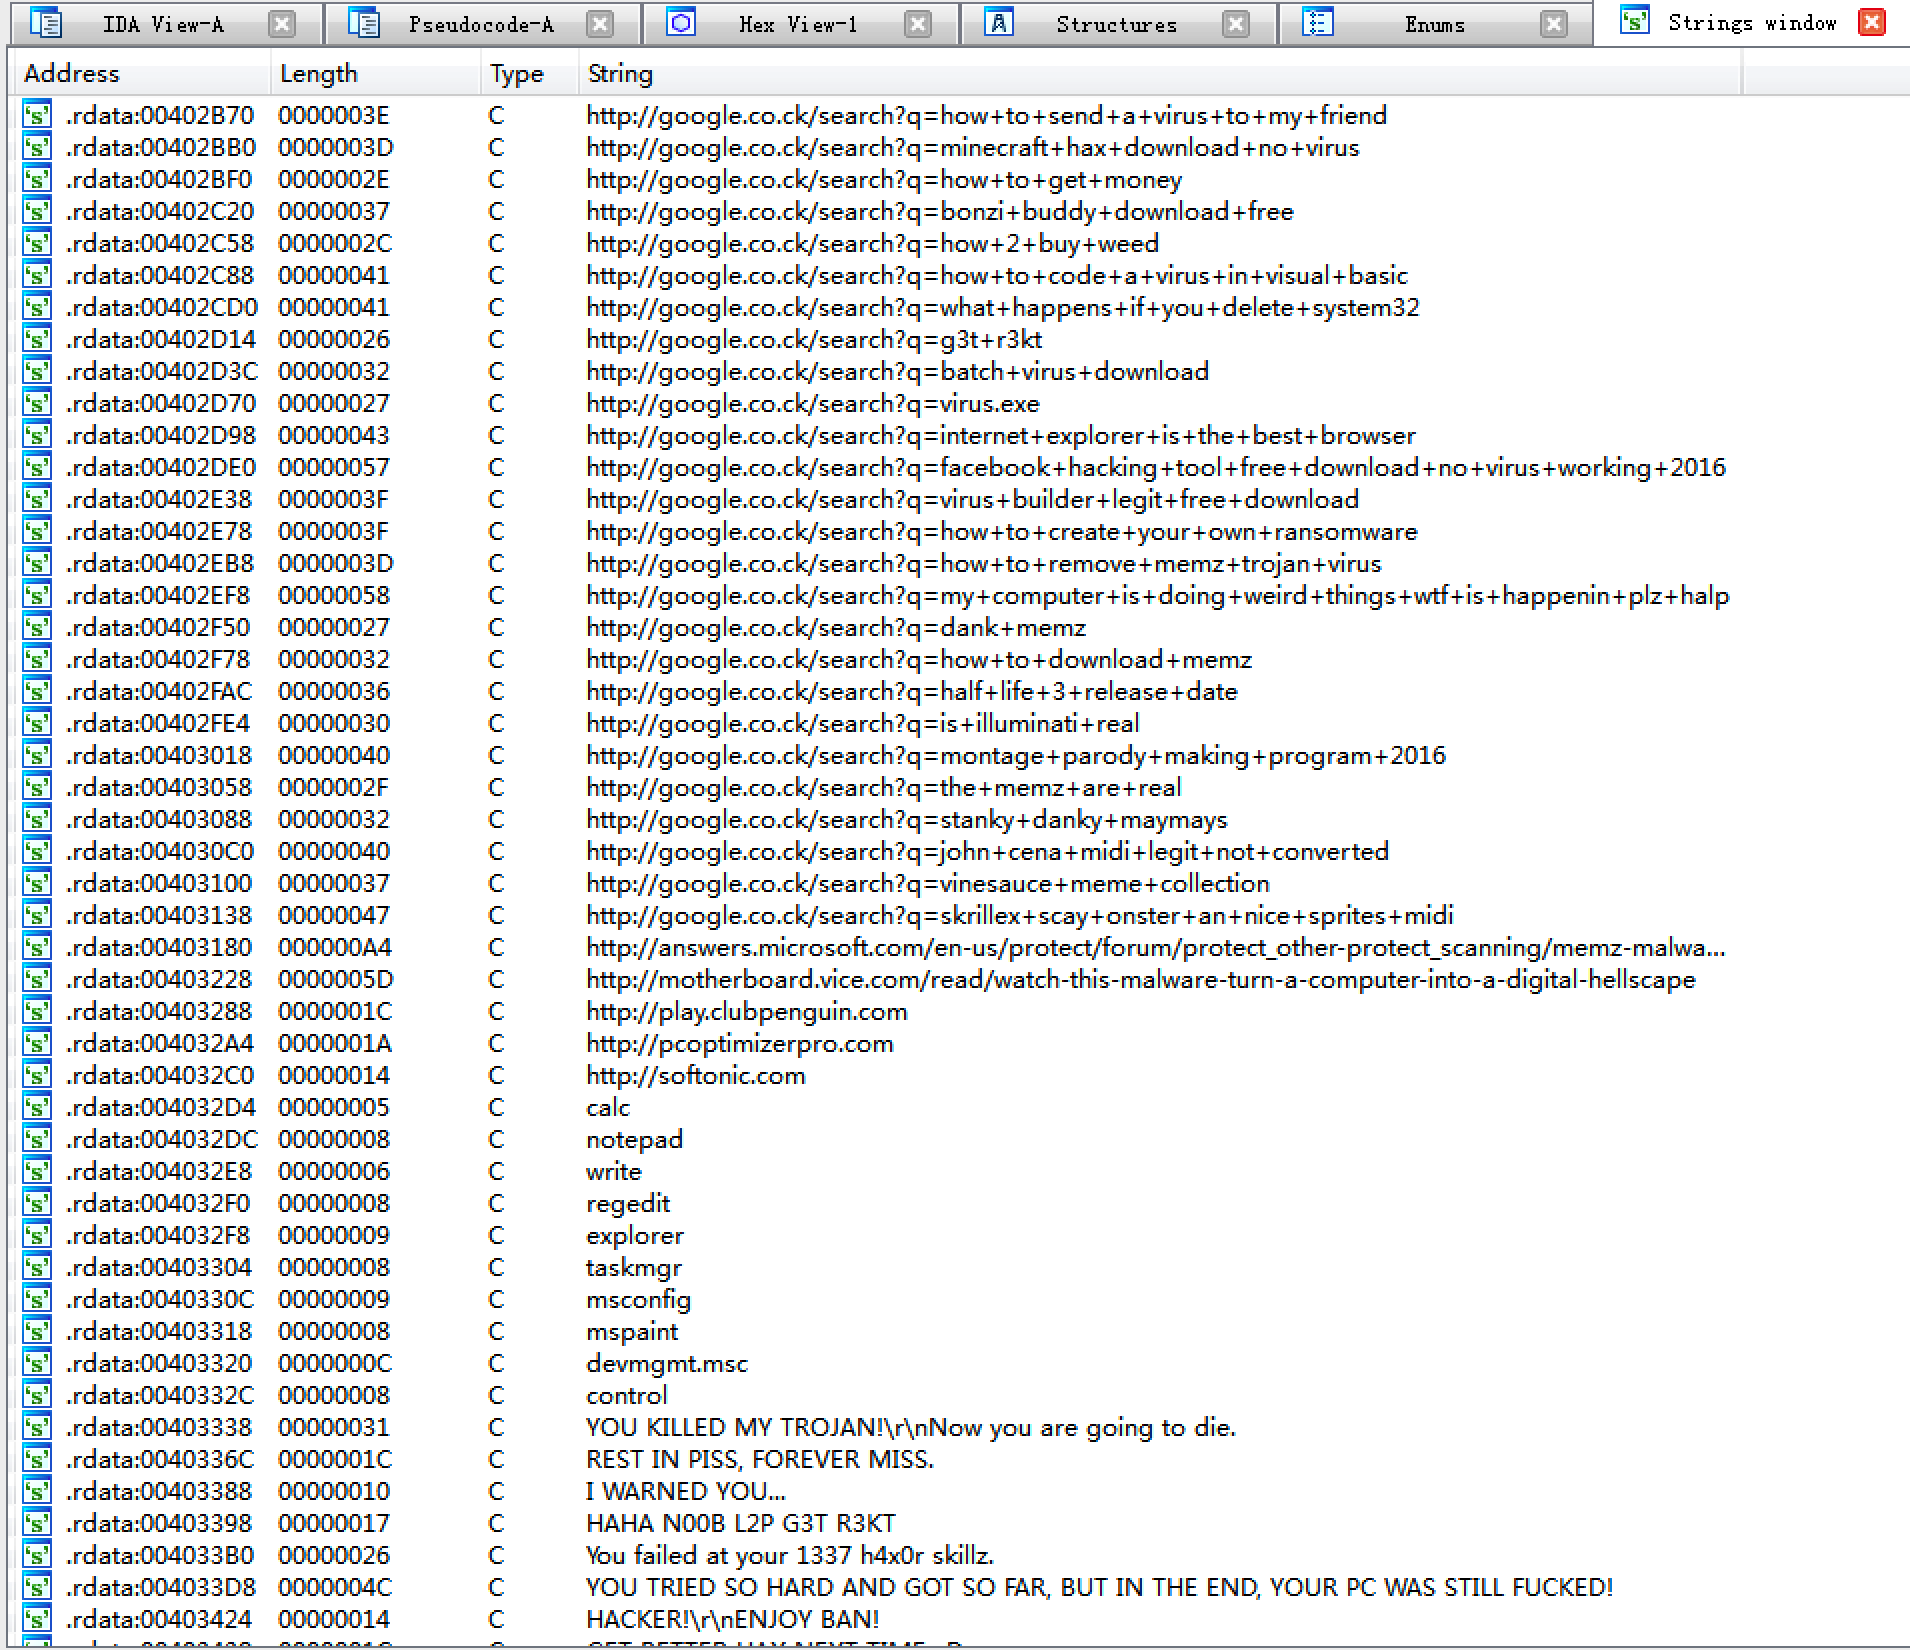 IDA View-A Pseudocode-A Hex View-1 Structures Enums Strings window
Address Length Type String
.rdata:00402B70 0000003E C http://google.co.ck/search?q=how+to+send+a+virus+to+my+friend
.rdata:00402BB0 0000003D C http://google.co.ck/search?q=minecraft+hax+download+no+virus
.rdata:00402BF0 0000002E C http://google.co.ck/search?q=how+to+get+money
.rdata:00402C20 00000037 C http://google.co.ck/search?q=bonzi+buddy+download+free
.rdata:00402C58 0000002C C http://google.co.ck/search?q=how+2+buy+weed
.rdata:00402C88 00000041 C http://google.co.ck/search?q=how+to+code+a+virus+in+visual+basic
.rdata:00402CD0 00000041 C http://google.co.ck/search?q=what+happens+if+you+delete+system32
.rdata:00402D14 00000026 C http://google.co.ck/search?q=g3t+r3kt
.rdata:00402D3C 00000032 C http://google.co.ck/search?q=batch+virus+download
.rdata:00402D70 00000027 C http://google.co.ck/search?q=virus.exe
.rdata:00402D98 00000043 C http://google.co.ck/search?q=internet+explorer+is+the+best+browser
.rdata:00402DE0 00000057 C http://google.co.ck/search?q=facebook+hacking+tool+free+download+no+virus+working+2016
.rdata:00402E38 0000003F C http://google.co.ck/search?q=virus+builder+legit+free+download
.rdata:00402E78 0000003F C http://google.co.ck/search?q=how+to+create+your+own+ransomware
.rdata:00402EB8 0000003D C http://google.co.ck/search?q=how+to+remove+memz+trojan+virus
.rdata:00402EF8 00000058 C http://google.co.ck/search?q=my+computer+is+doing+weird+things+wtf+is+happenin+plz+halp
.rdata:00402F50 00000027 C http://google.co.ck/search?q=dank+memz
.rdata:00402F78 00000032 C http://google.co.ck/search?q=how+to+download+memz
.rdata:00402FAC 00000036 C http://google.co.ck/search?q=half+life+3+release+date
.rdata:00402FE4 00000030 C http://google.co.ck/search?q=is+illuminati+real
.rdata:00403018 00000040 C http://google.co.ck/search?q=montage+parody+making+program+2016
.rdata:00403058 0000002F C http://google.co.ck/search?q=the+memz+are+real
.rdata:00403088 00000032 C http://google.co.ck/search?q=stanky+danky+maymays
.rdata:004030C0 00000040 C http://google.co.ck/search?q=john+cena+midi+legit+not+converted
.rdata:00403100 00000037 C http://google.co.ck/search?q=vinesauce+meme+collection
.rdata:00403138 00000047 C http://google.co.ck/search?q=skrillex+scay+onster+an+nice+sprites+midi
.rdata:00403180 000000A4 C http://answers.microsoft.com/en-us/protect/forum/protect_other-protect_scanning/memz-malwa...
.rdata:00403228 0000005D C http://motherboard.vice.com/read/watch-this-malware-turn-a-computer-into-a-digital-hellscape
.rdata:00403288 0000001C C http://play.clubpenguin.com
.rdata:004032A4 0000001A C http://pcoptimizerpro.com
.rdata:004032C0 00000014 C http://softonic.com
.rdata:004032D4 00000005 C calc
.rdata:004032DC 00000008 C notepad
.rdata:004032E8 00000006 C write
.rdata:004032F0 00000008 C regedit
.rdata:004032F8 00000009 C explorer
.rdata:00403304 00000008 C taskmgr
.rdata:0040330C 00000009 C msconfig
.rdata:00403318 00000008 C mspaint
.rdata:00403320 0000000C C devmgmt.msc
.rdata:0040332C 00000008 C control
.rdata:00403338 00000031 C YOU KILLED MY TROJAN!\r\nNow you are going to die.
.rdata:0040336C 0000001C C REST IN PISS, FOREVER MISS.
.rdata:00403388 00000010 C I WARNED YOU...
.rdata:00403398 00000017 C HAHA N00B L2P G3T R3KT
.rdata:004033B0 00000026 C You failed at your 1337 h4x0r skillz.
.rdata:004033D8 0000004C C YOU TRIED SO HARD AND GOT SO FAR, BUT IN THE END, YOUR PC WAS STILL FUCKED!
.rdata:00403424 00000014 C HACKER!\r\nENJOY BAN!